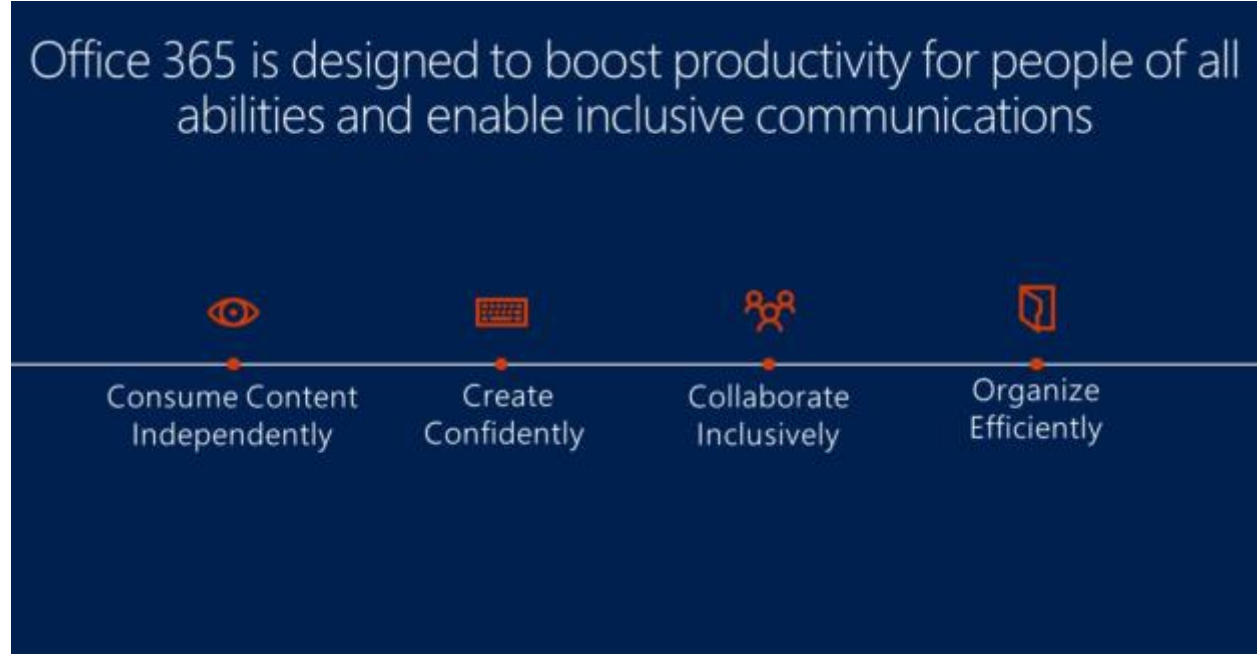 Office 365 is designed to boost productivity for people of all
abilities and enable inclusive communications
Consume Content
Independently
Create
Confidently
Collaborate
Inclusively
Organize
Efficiently